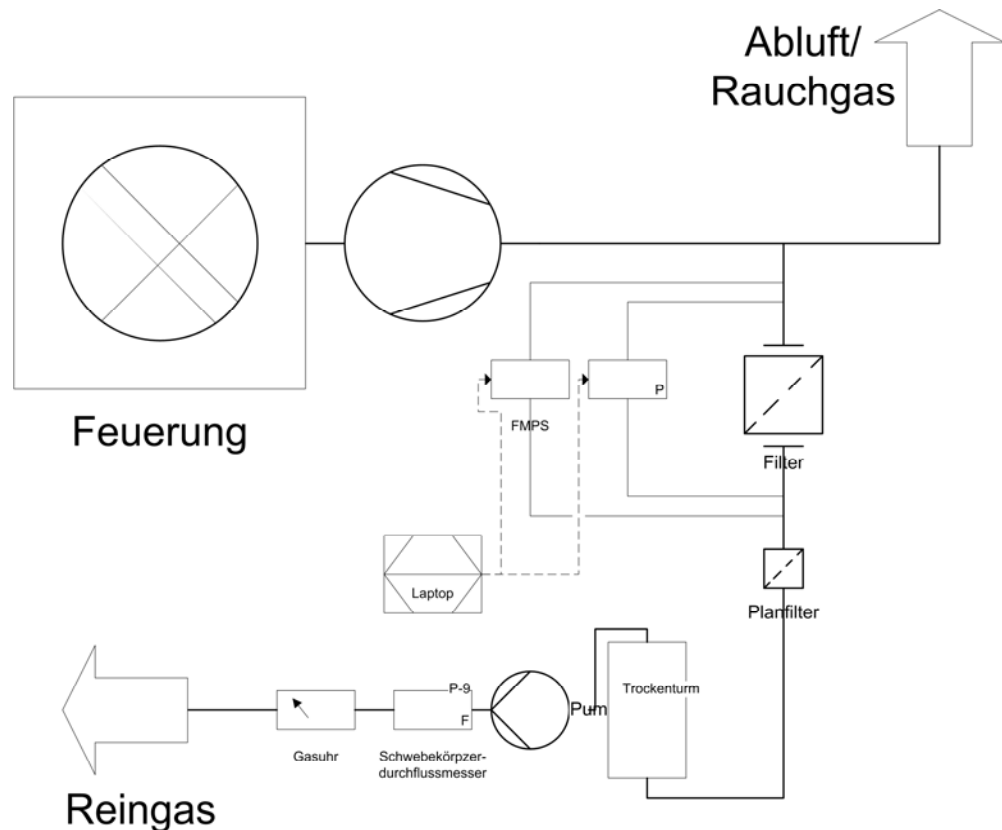 Abluft/
Rauchgas
Feuerung
P
FMPS
Filter
Laptop
Planfilter
P-9
F
Pum
Trockenturm
Gasuhr
Schwebekörpzer-
durchflussmesser
Reingas